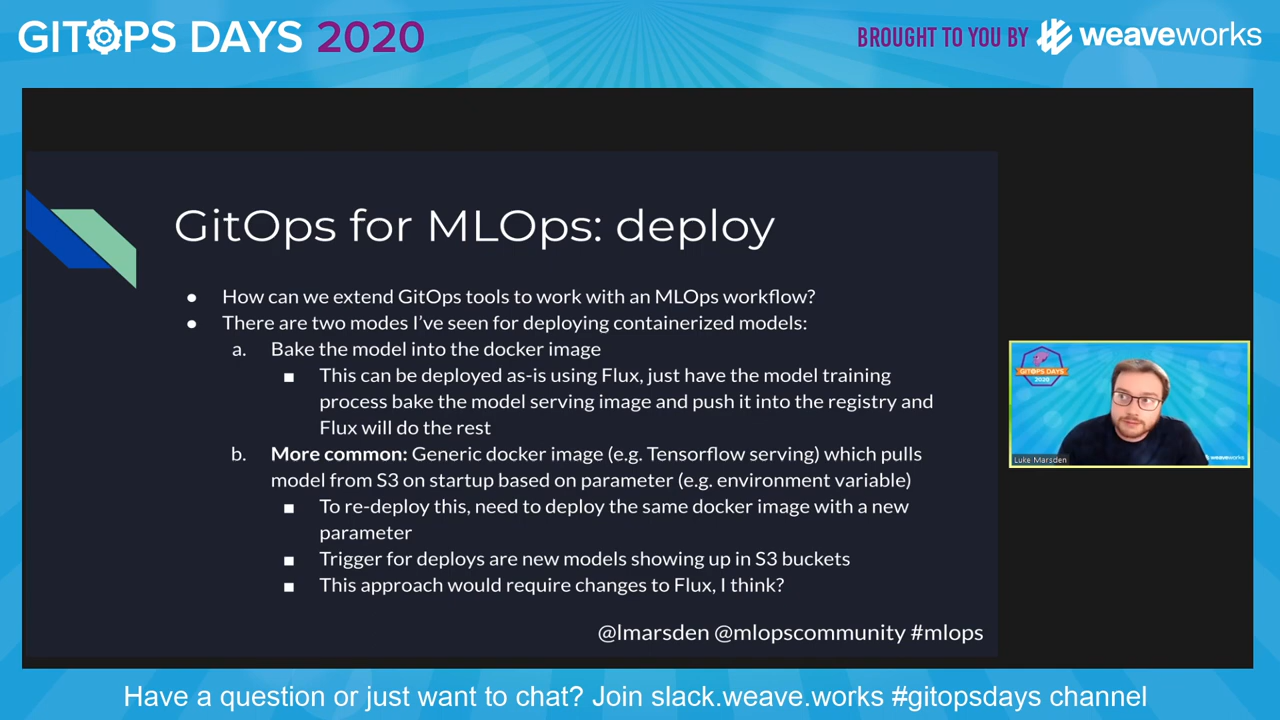 GITOPS DAYS 2020
BROUGHT TO YOU BY weaveworks
GitOps for MLOps: deploy
● How can we extend GitOps tools to work with an MLOps workflow?
● There are two modes I've seen for deploying containerized models:
a. Bake the model into the docker image
■ This can be deployed as-is using Flux, just have the model training
process bake the model serving image and push it into the registry and
Flux will do the rest
b. More common: Generic docker image (e.g. Tensorflow serving) which pulls
model from S3 on startup based on parameter (e.g. environment variable)
■ To re-deploy this, need to deploy the same docker image with a new
parameter
■ Trigger for deploys are new models showing up in S3 buckets
■ This approach would require changes to Flux, I think?
@lmarsden @mlopscommunity #mlops
GITOPS DAYS
2020
Luke Marsden
weaveworks
Have a question or just want to chat? Join slack.weave.works #gitopsdays channel